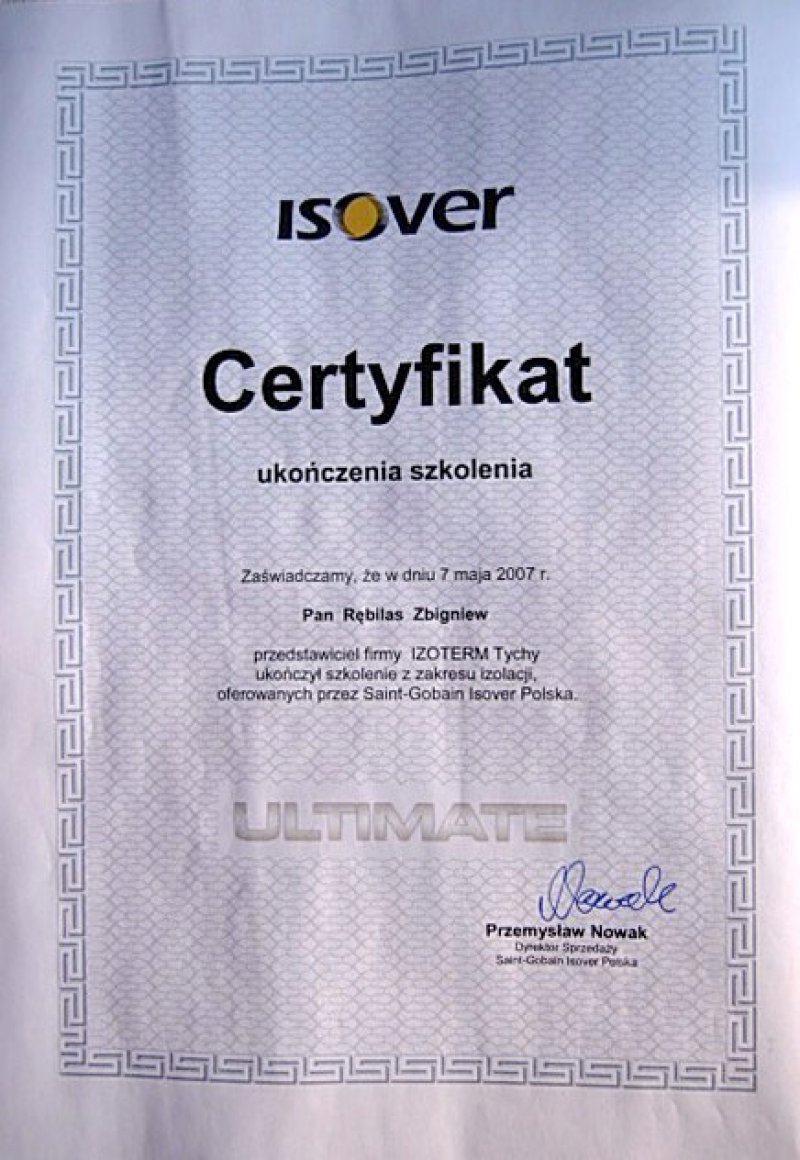 ISOVER
Certyfikat
ukończenia szkolenia
Zaświadczamy, że w dniu 7 maja 2007 r.
Pan Rębilas Zbigniew
przedstawiciel firmy IZOTERM Tychy
ukończył szkolenie z zakresu izolacji,
oferowanych przez Saint-Gobain Isover Polska.
ULTIMATE
Nowak
Przemysław Nowak
Dyrektor Sprzedaży
Saint-Gobain Isover Polska